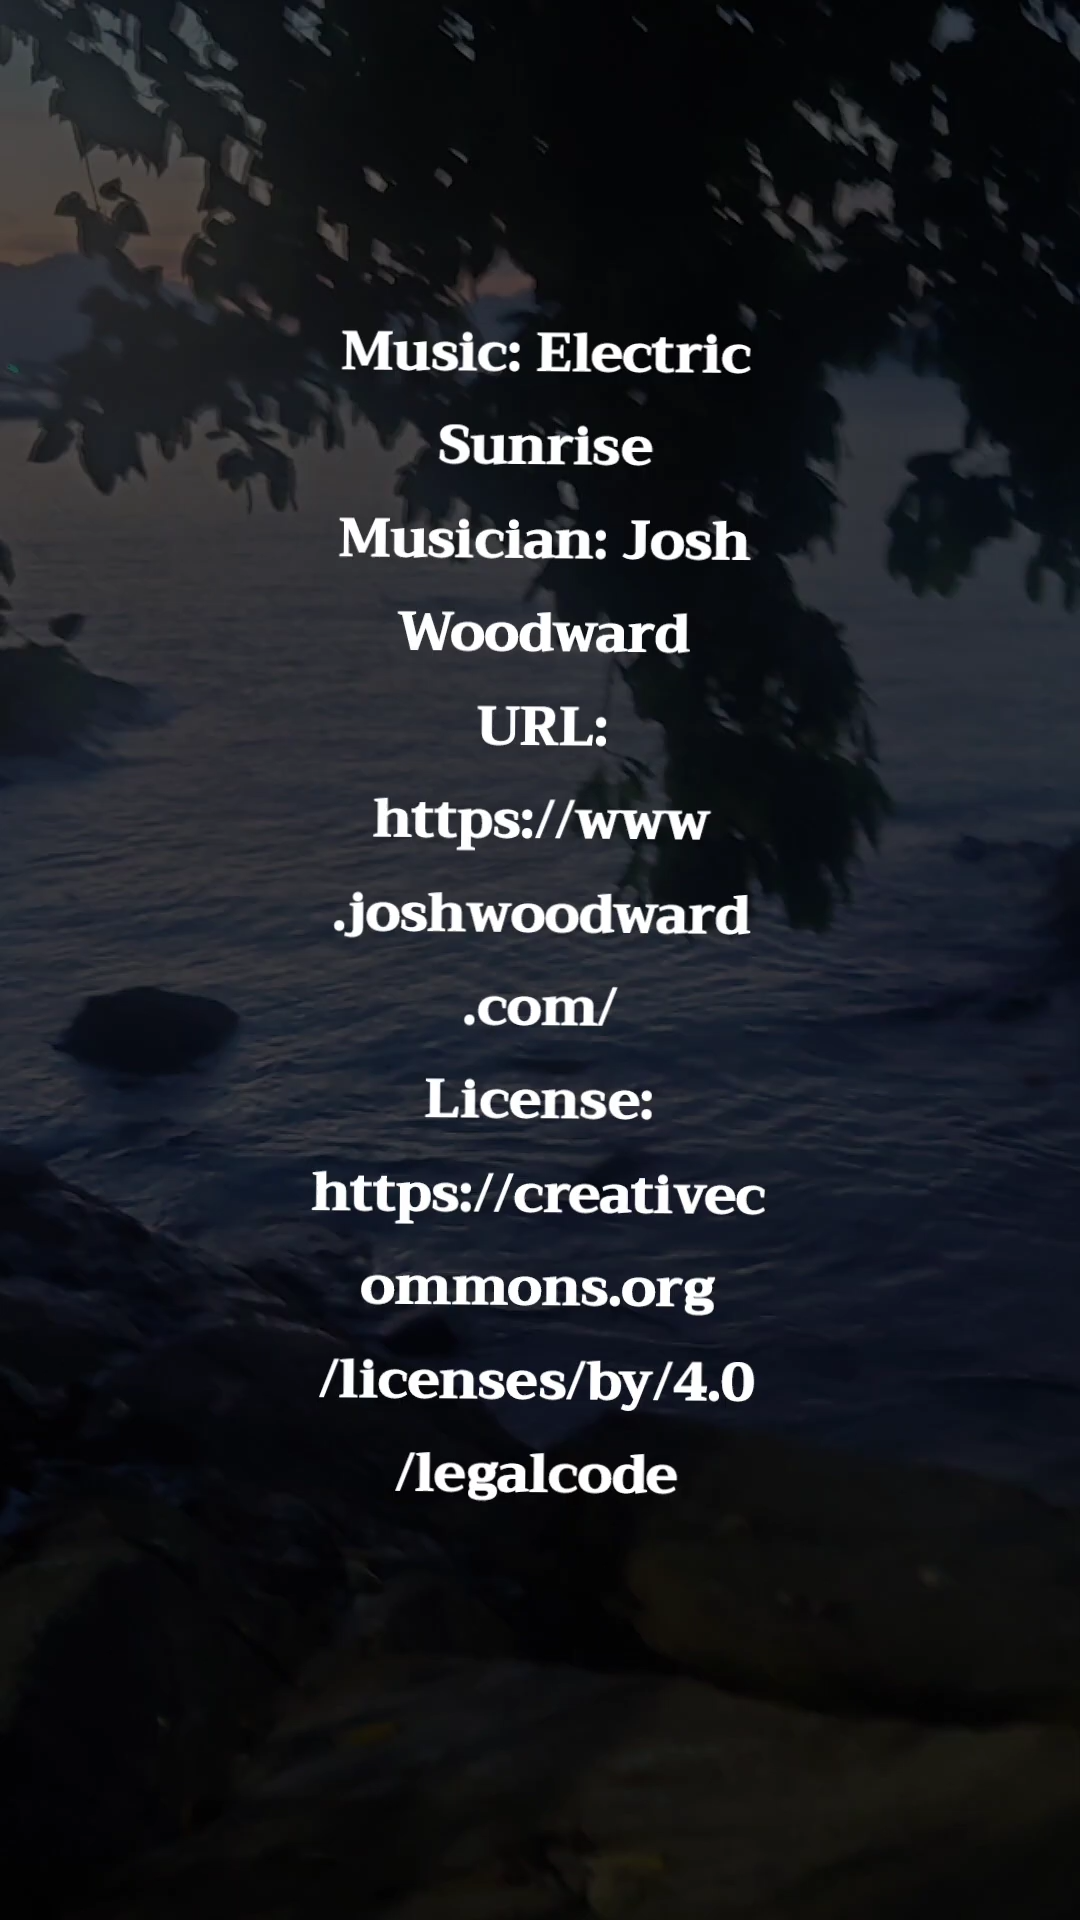 Music: Electric
Sunrise
Musician: Josh
Woodward
URL:
https://www
.joshwoodward
.com/
License:
https://creativec
ommons.org
/licenses/by/4.0
/legalcode